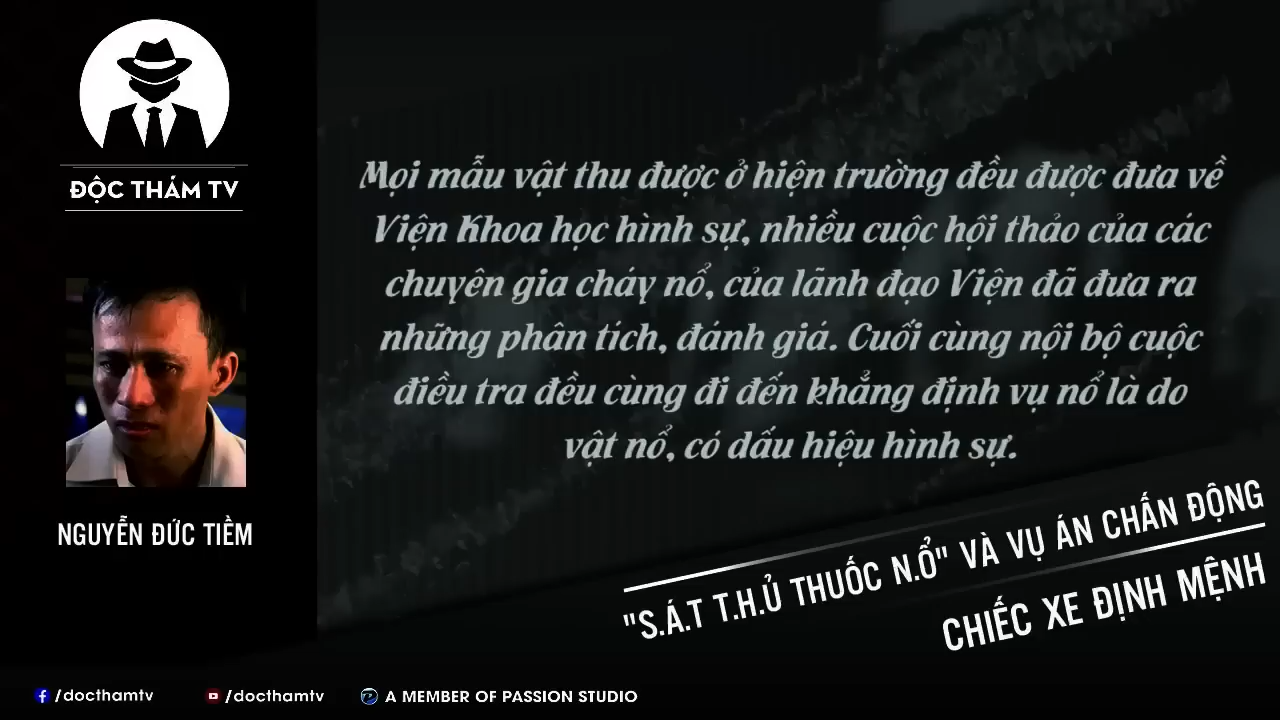 ĐỘC THÁM TV
NGUYỄN ĐỨC TIỀM
Mọi mẫu vật thu được ở hiện trường đều được đưa về
Viện Khoa học hình sự, nhiều cuộc hội thảo của các
chuyên gia cháy nổ, của lãnh đạo Viện đã đưa ra
những phân tích, đánh giá. Cuối cùng nội bộ cuộc
điều tra đều cùng đi đến khẳng định vụ nổ là do
vật nổ, có dấu hiệu hình sự.
"S.Á.T T.H.Ủ THUỐC N.Ổ" VÀ VỤ ÁN CHẤN ĐỘNG
CHIẾC XE ĐỊNH MỆNH
/docthamtv
/docthamtv
A MEMBER OF PASSION STUDIO